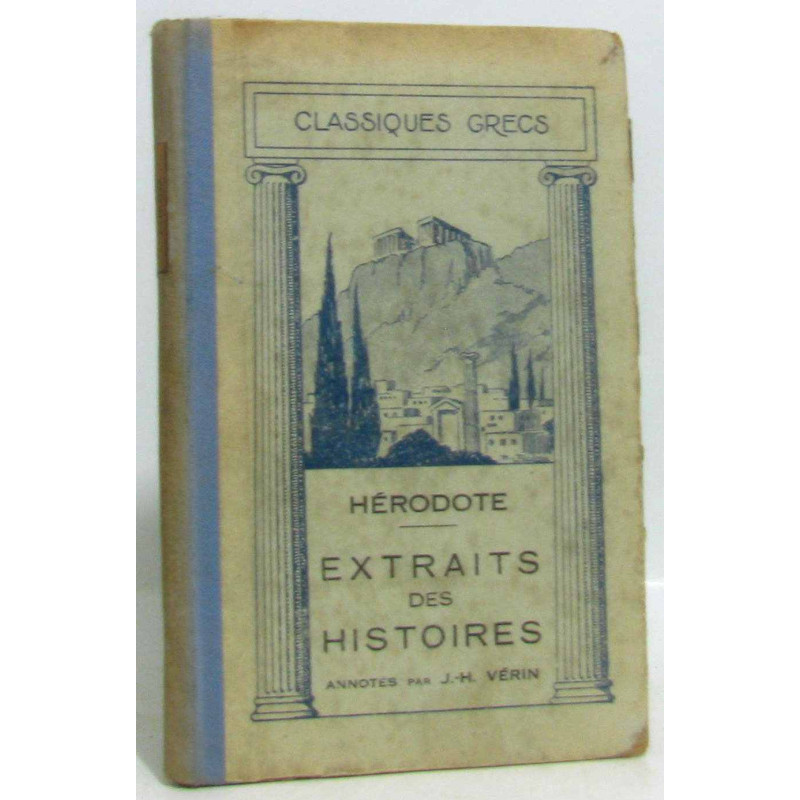 CLASSIQUES GRECS
HÉRODOTE
EXTRAITS
DES
HISTOIRES
ANNOTÉS PAR J.-H. VÉRIN